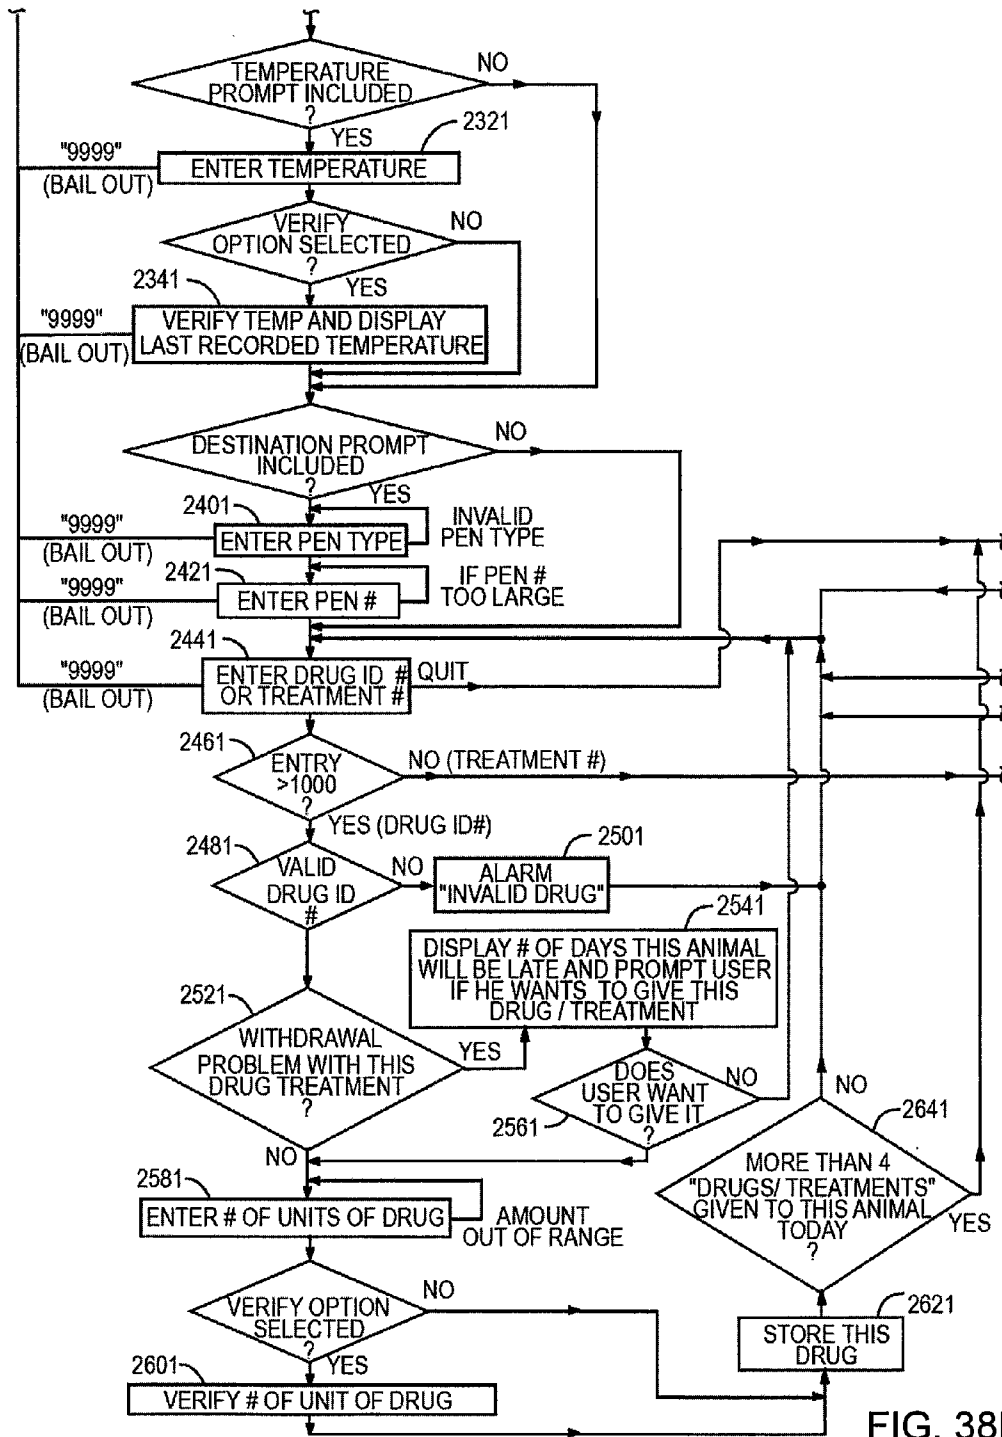 TEMPERATURE
PROMPT INCLUDED
?
NO
YES
2321
"9999"
(BAIL OUT)
ENTER TEMPERATURE
VERIFY
OPTION SELECTED
?
NO
YES
2341
"9999"
(BAIL OUT)
VERIFY TEMP AND DISPLAY
LAST RECORDED TEMPERATURE
DESTINATION PROMPT
INCLUDED
?
NO
YES
2401
"9999"
(BAIL OUT)
ENTER PEN TYPE
INVALID
PEN TYPE
2421
"9999"
(BAIL OUT)
ENTER PEN #
IF PEN #
TOO LARGE
2441
"9999"
(BAIL OUT)
ENTER DRUG ID #
OR TREATMENT #
QUIT
2461
ENTRY
>1000
?
NO (TREATMENT #)
YES (DRUG ID#)
2481
VALID
DRUG ID
#
NO
2501
ALARM
"INVALID DRUG"
2541
DISPLAY # OF DAYS THIS ANIMAL
WILL BE LATE AND PROMPT USER
IF HE WANTS TO GIVE THIS
DRUG / TREATMENT
2521
WITHDRAWAL
PROBLEM WITH THIS
DRUG TREATMENT
?
YES
NO
DOES
USER WANT
TO GIVE IT
?
NO
2561
2581
ENTER # OF UNITS OF DRUG
AMOUNT
OUT OF RANGE
NO
2641
MORE THAN 4
"DRUGS/ TREATMENTS"
GIVEN TO THIS ANIMAL
TODAY
?
YES
VERIFY OPTION
SELECTED
?
NO
YES
2621
STORE THIS
DRUG
2601
VERIFY # OF UNIT OF DRUG
FIG. 38